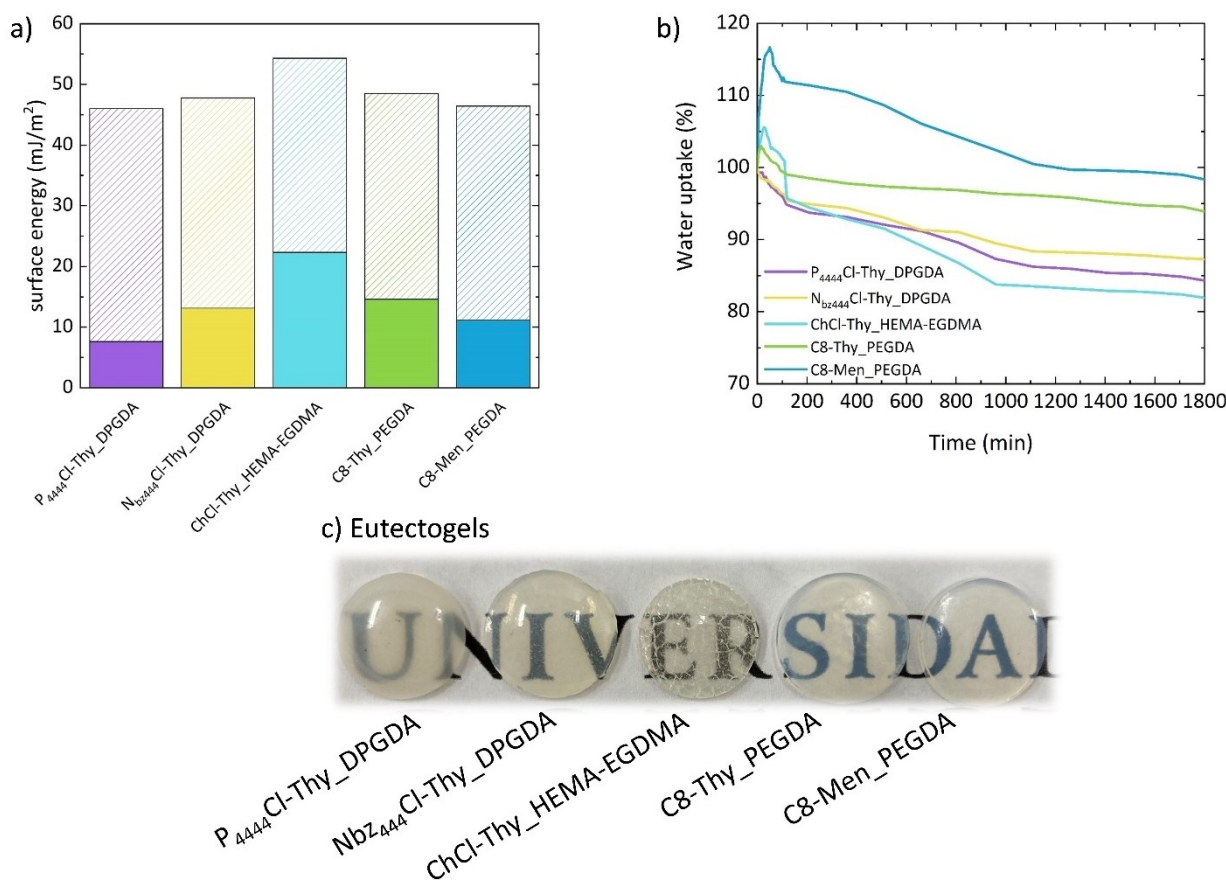 a)
surface energy (mJ/m²)
60
50
40
30
20
10
0
P₄₄₄₄Cl-Thy_DPGDA
N_bz444Cl-Thy_DPGDA
ChCl-Thy_HEMA-EGDMA
C8-Thy_PEGDA
C8-Men_PEGDA
b)
Water uptake (%)
120
110
100
90
80
70
P₄₄₄₄Cl-Thy_DPGDA
N_bz444Cl-Thy_DPGDA
ChCl-Thy_HEMA-EGDMA
C8-Thy_PEGDA
C8-Men_PEGDA
0 200 400 600 800 1000 1200 1400 1600 1800
Time (min)
c) Eutectogels
UNIVERSIDAD
P₄₄₄₄Cl-Thy_DPGDA
Nbz₄₄₄Cl-Thy_DPGDA
ChCl-Thy_HEMA-EGDMA
C8-Thy_PEGDA
C8-Men_PEGDA